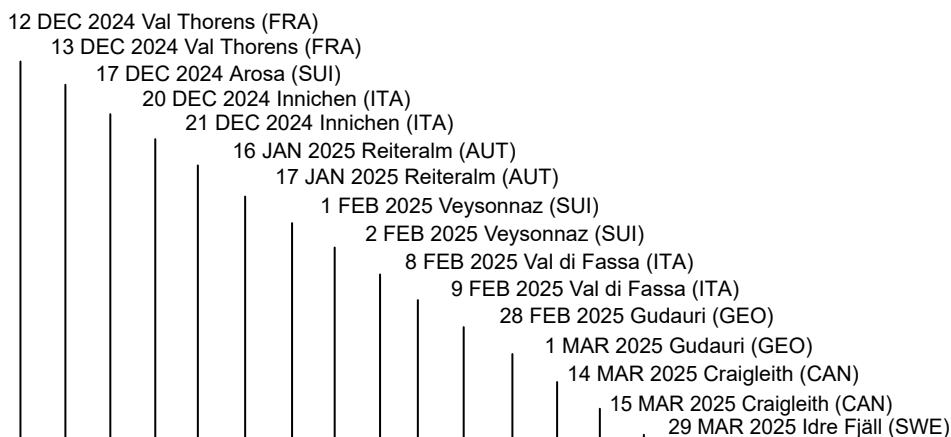 12 DEC 2024 Val Thorens (FRA)
13 DEC 2024 Val Thorens (FRA)
17 DEC 2024 Arosa (SUI)
20 DEC 2024 Innichen (ITA)
21 DEC 2024 Innichen (ITA)
16 JAN 2025 Reiteralm (AUT)
17 JAN 2025 Reiteralm (AUT)
1 FEB 2025 Veysonnaz (SUI)
2 FEB 2025 Veysonnaz (SUI)
8 FEB 2025 Val di Fassa (ITA)
9 FEB 2025 Val di Fassa (ITA)
28 FEB 2025 Gudauri (GEO)
1 MAR 2025 Gudauri (GEO)
14 MAR 2025 Craigleith (CAN)
15 MAR 2025 Craigleith (CAN)
29 MAR 2025 Idre Fjäll (SWE)